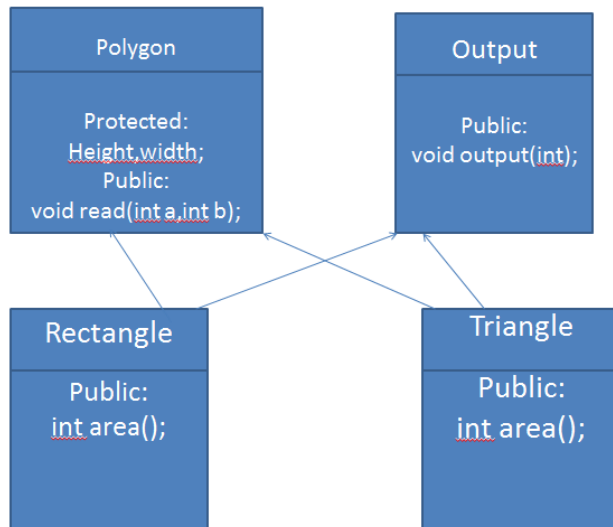 Polygon
Protected:
Height,width;
Public:
void read(int a,int b);
Output
Public:
void output(int);
Rectangle
Public:
int area();
Triangle
Public:
int area();